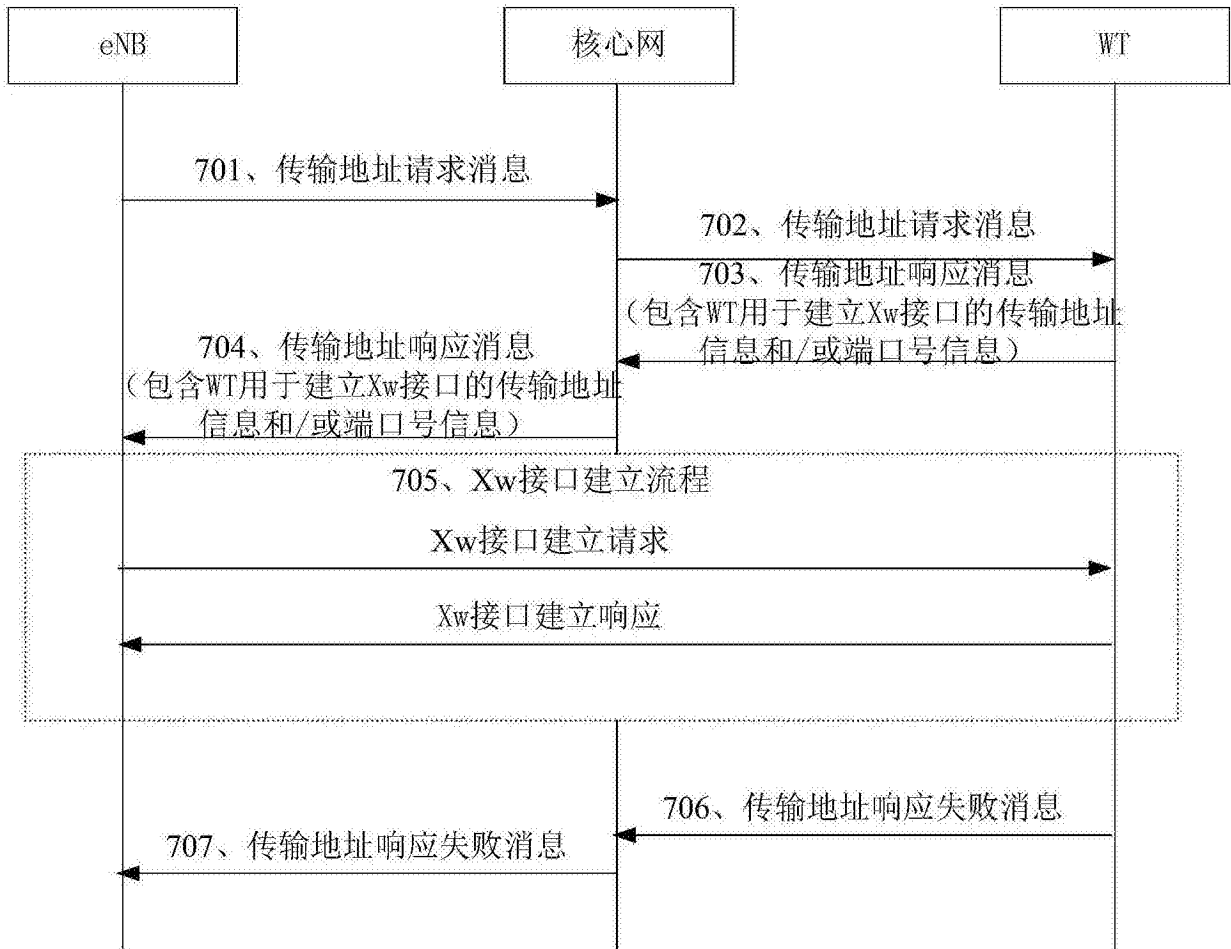 eNB
核心网
WT
701、传输地址请求消息
702、传输地址请求消息
703、传输地址响应消息
（包含WT用于建立Xw接口的传输地址
信息和/或端口号信息）
704、传输地址响应消息
（包含WT用于建立Xw接口的传输地址
信息和/或端口号信息）
705、Xw接口建立流程
Xw接口建立请求
Xw接口建立响应
706、传输地址响应失败消息
707、传输地址响应失败消息